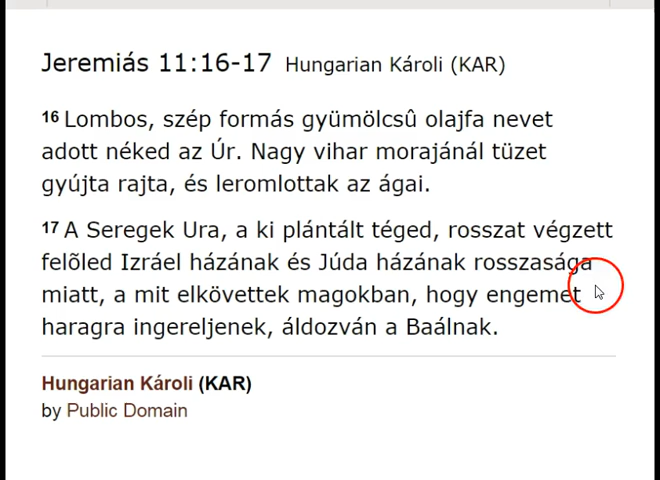 Jeremiás 11:16-17 Hungarian Károli (KAR)
16 Lombos, szép formás gyümölcsû olajfa nevet
adott néked az Úr. Nagy vihar morajánál tüzet
gyújta rajta, és leromlottak az ágai.
17 A Seregek Ura, a ki plántált téged, rosszat végzett
felõled Izráel házának és Júda házának rosszasága
miatt, a mit elkövettek magokban, hogy engemet
haragra ingereljenek, áldozván a Baálnak.
Hungarian Károli (KAR)
by Public Domain